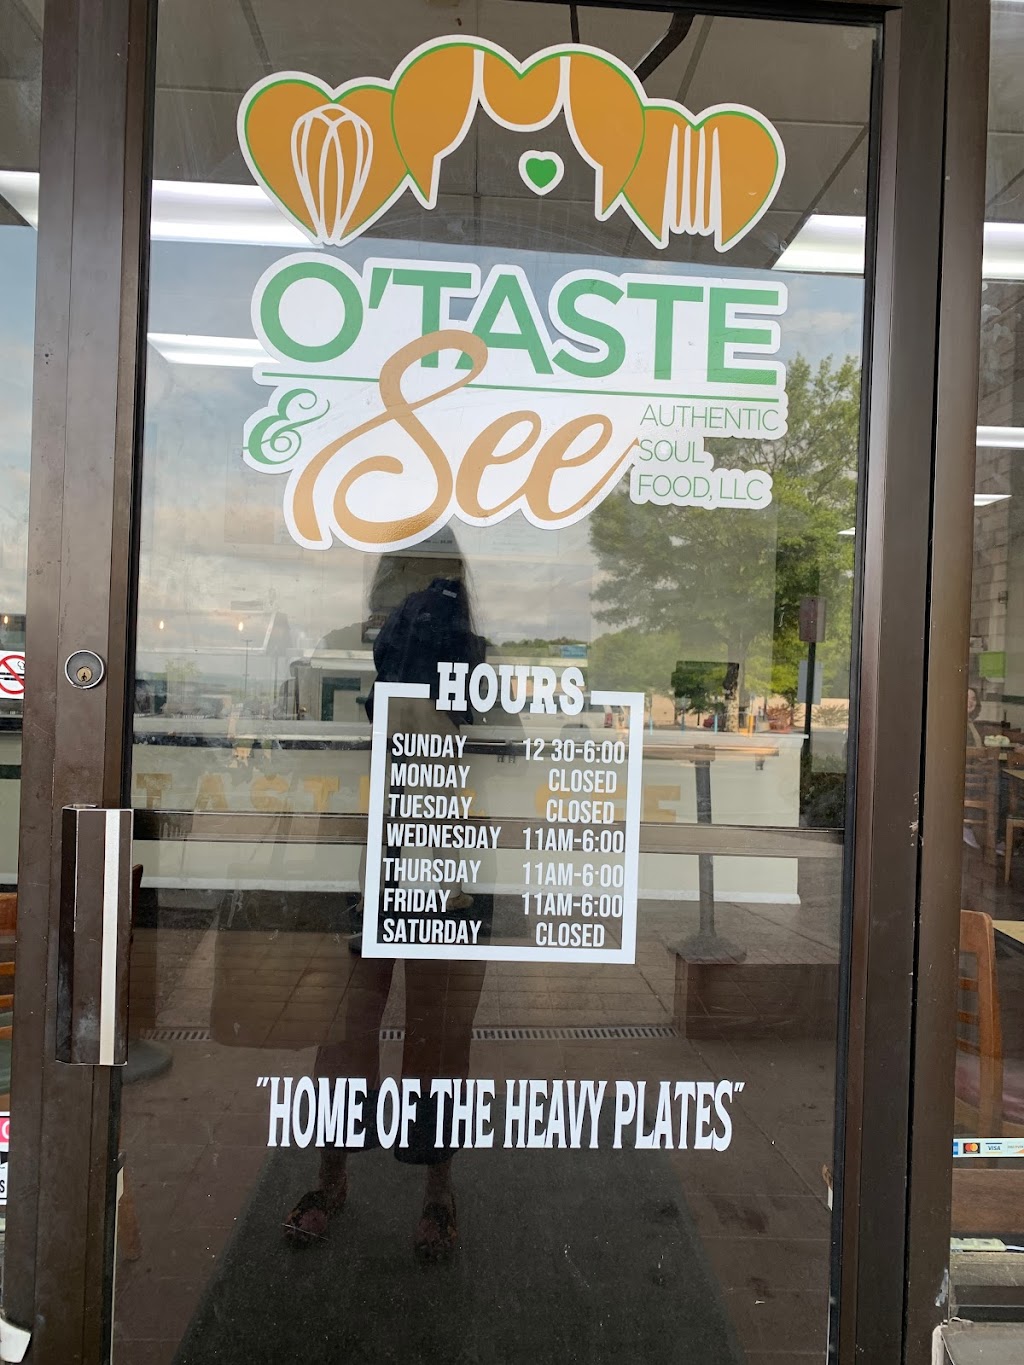 O'TASTE
& See
AUTHENTIC
SOUL
FOOD, LLC
HOURS
SUNDAY 12 30-6:00
MONDAY CLOSED
TUESDAY CLOSED
WEDNESDAY 11AM-6:00
THURSDAY 11AM-6:00
FRIDAY 11AM-6:00
SATURDAY CLOSED
"HOME OF THE HEAVY PLATES"
VISA